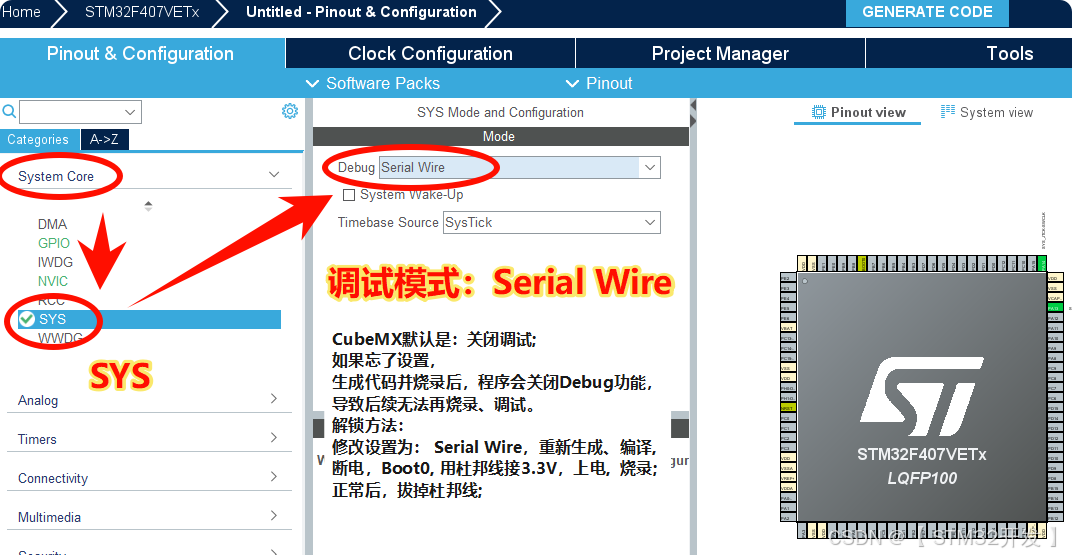 Home
STM32F407VETx
Untitled - Pinout & Configuration
GENERATE CODE
Pinout & Configuration
Clock Configuration
Project Manager
Tools
Software Packs
Pinout
Categories
A->Z
System Core
DMA
GPIO
IWDG
NVIC
RCC
SYS
WWDG
SYS
Analog
Timers
Connectivity
Multimedia
Security
SYS Mode and Configuration
Mode
Debug Serial Wire
System Wake-Up
Timebase Source SysTick
调试模式：Serial Wire
CubeMX默认是：关闭调试;
如果忘了设置，
生成代码并烧录后，程序会关闭Debug功能，
导致后续无法再烧录、调试。
解锁方法：
修改设置为： Serial Wire，重新生成、编译,
断电，Boot0, 用杜邦线接3.3V，上电, 烧录;
正常后，拔掉杜邦线;
Pinout view
System view
STM32F407VETx
LQFP100
CSDN @【 STM32开发 】